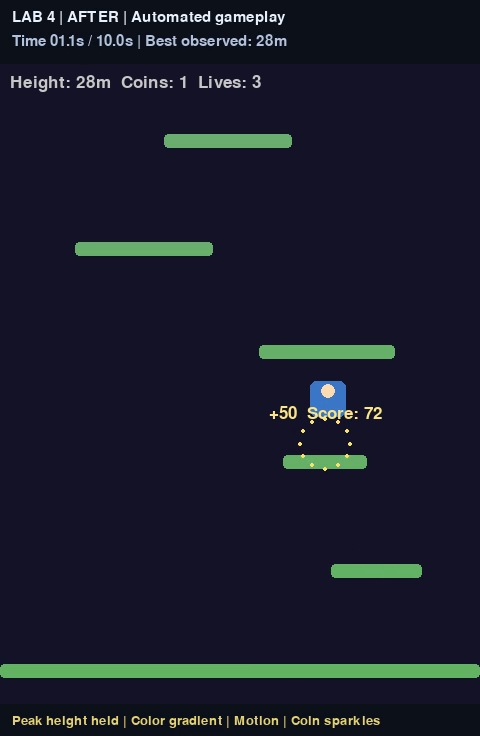 LAB 4 | AFTER | Automated gameplay
Time 01.1s / 10.0s | Best observed: 28m
Height: 28m  Coins: 1  Lives: 3
+50  Score: 72
Peak height held | Color gradient | Motion | Coin sparkles